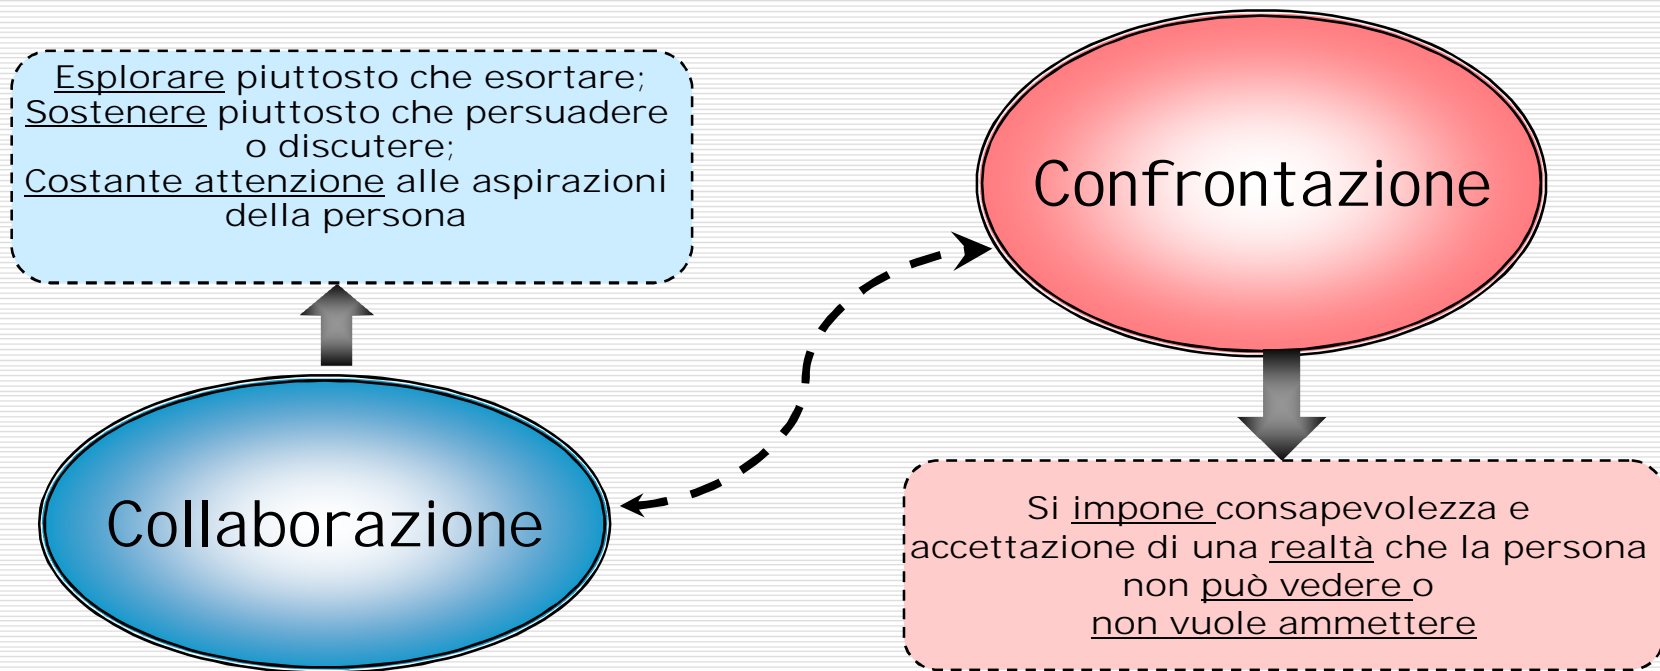 Esplorare piuttosto che esortare;
Sostenere piuttosto che persuadere
o discutere;
Costante attenzione alle aspirazioni
della persona
Confrontazione
Collaborazione
Si impone consapevolezza e
accettazione di una realtà che la persona
non può vedere o
non vuole ammettere